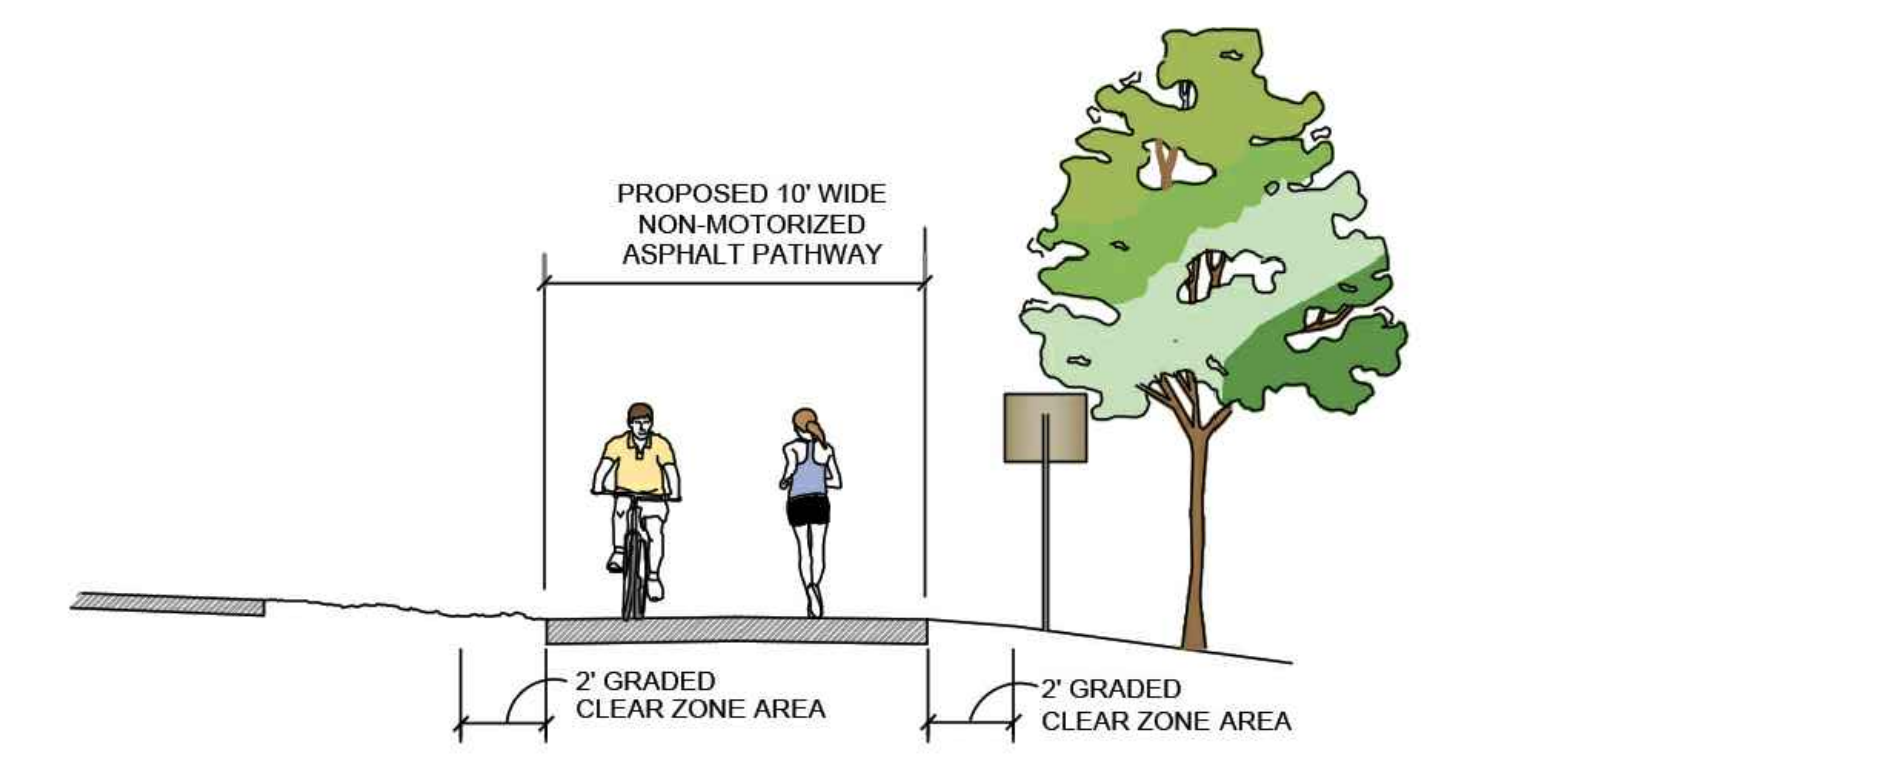 PROPOSED 10' WIDE
NON-MOTORIZED
ASPHALT PATHWAY
2' GRADED
CLEAR ZONE AREA
2' GRADED
CLEAR ZONE AREA